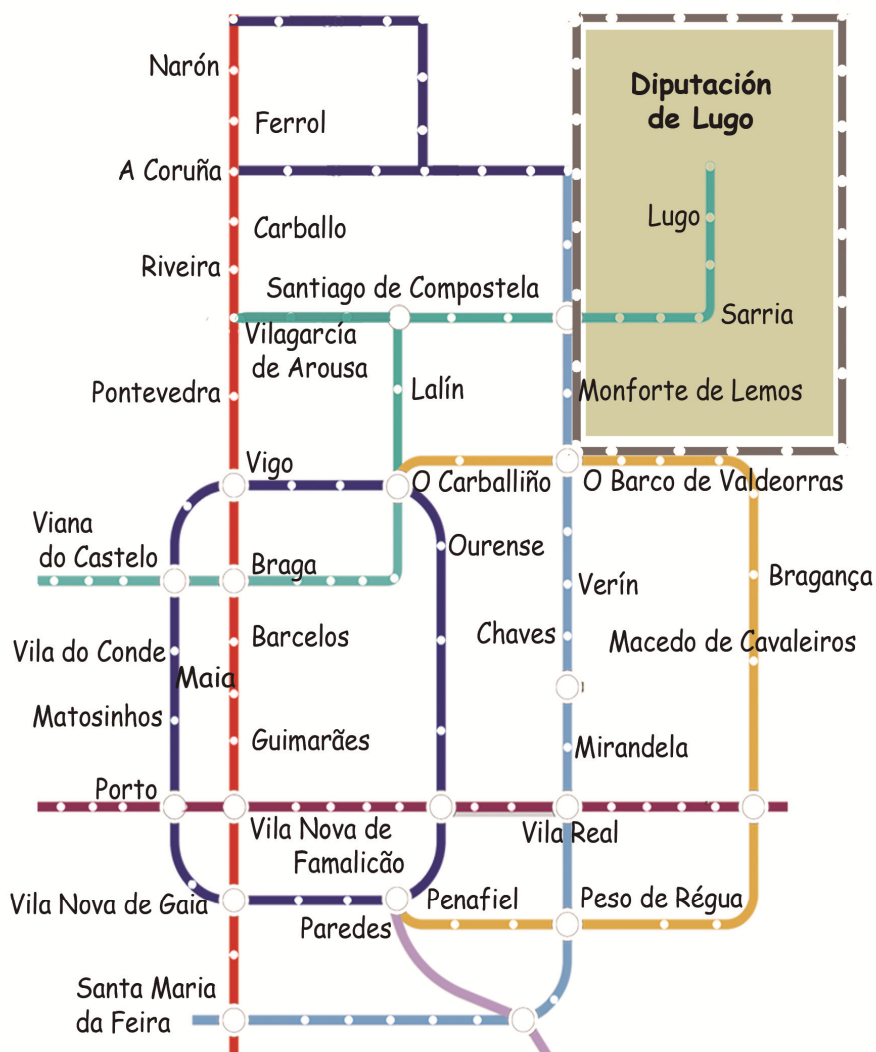 Narón
Diputación
de Lugo
Ferrol
A Coruña
Carballo
Lugo
Riveira
Santiago de Compostela
Sarria
Vilagarcía
de Arousa
Pontevedra
Lalín
Monforte de Lemos
Vigo
O Carballiño
O Barco de Valdeorras
Viana
do Castelo
Ourense
Braga
Bragança
Verín
Barcelos
Chaves
Macedo de Cavaleiros
Vila do Conde
Maia
Matosinhos
Guimarães
Mirandela
Porto
Vila Nova de
Famalicão
Vila Real
Vila Nova de Gaia
Penafiel
Peso de Régua
Paredes
Santa Maria
da Feira